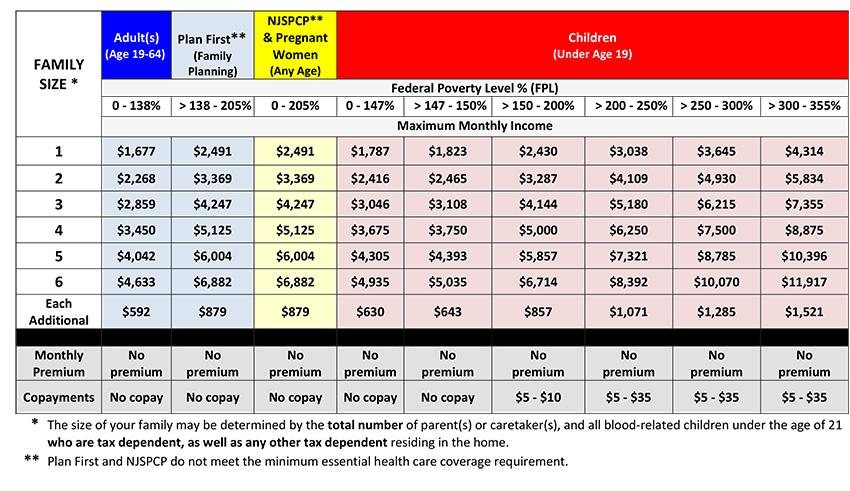 FAMILY SIZE *
Adult(s) (Age 19-64)
Plan First** (Family Planning)
NJSPCP** & Pregnant Women (Any Age)
Children (Under Age 19)
Federal Poverty Level % (FPL)
0 - 138% > 138 - 205% 0 - 205% 0 - 147% > 147 - 150% > 150 - 200% > 200 - 250% > 250 - 300% > 300 - 355%
Maximum Monthly Income
1 $1,677 $2,491 $2,491 $1,787 $1,823 $2,430 $3,038 $3,645 $4,314
2 $2,268 $3,369 $3,369 $2,416 $2,465 $3,287 $4,109 $4,930 $5,834
3 $2,859 $4,247 $4,247 $3,046 $3,108 $4,144 $5,180 $6,215 $7,355
4 $3,450 $5,125 $5,125 $3,675 $3,750 $5,000 $6,250 $7,500 $8,875
5 $4,042 $6,004 $6,004 $4,305 $4,393 $5,857 $7,321 $8,785 $10,396
6 $4,633 $6,882 $6,882 $4,935 $5,035 $6,714 $8,392 $10,070 $11,917
Each Additional $592 $879 $879 $630 $643 $857 $1,071 $1,285 $1,521
Monthly Premium No premium No premium No premium No premium No premium No premium No premium No premium No premium
Copayments No copay No copay No copay No copay No copay $5 - $10 $5 - $35 $5 - $35 $5 - $35
* The size of your family may be determined by the total number of parent(s) or caretaker(s), and all blood-related children under the age of 21
who are tax dependent, as well as any other tax dependent residing in the home.
** Plan First and NJSPCP do not meet the minimum essential health care coverage requirement.